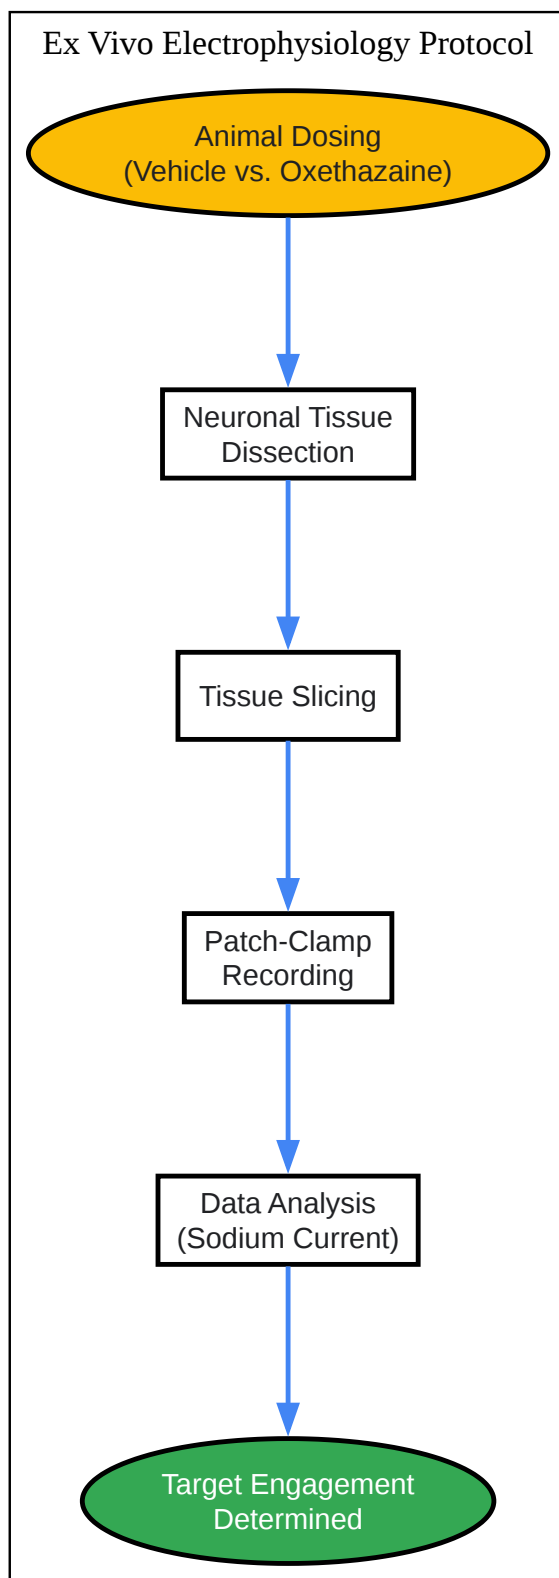 Ex Vivo Electrophysiology Protocol
Animal Dosing
(Vehicle vs. Oxethazaine)
Neuronal Tissue
Dissection
Tissue Slicing
Patch-Clamp
Recording
Data Analysis
(Sodium Current)
Target Engagement
Determined